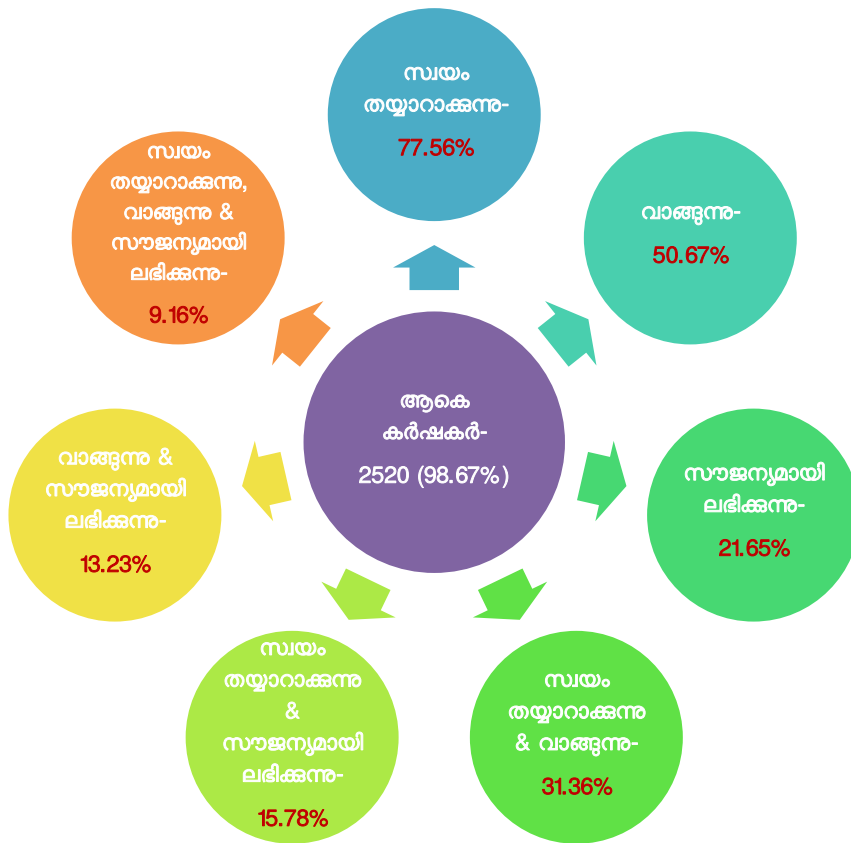 സ്വയം
തയ്യാറാക്കുന്നു-
77.56%
വാങ്ങുന്നു-
50.67%
സൗജന്യമായി
ലഭിക്കുന്നു-
21.65%
സ്വയം
തയ്യാറാക്കുന്നു
& വാങ്ങുന്നു-
31.36%
സ്വയം
തയ്യാറാക്കുന്നു
&
സൗജന്യമായി
ലഭിക്കുന്നു-
15.78%
വാങ്ങുന്നു &
സൗജന്യമായി
ലഭിക്കുന്നു-
13.23%
സ്വയം
തയ്യാറാക്കുന്നു,
വാങ്ങുന്നു &
സൗജന്യമായി
ലഭിക്കുന്നു-
9.16%
ആകെ
കർഷകർ-
2520 (98.67%)